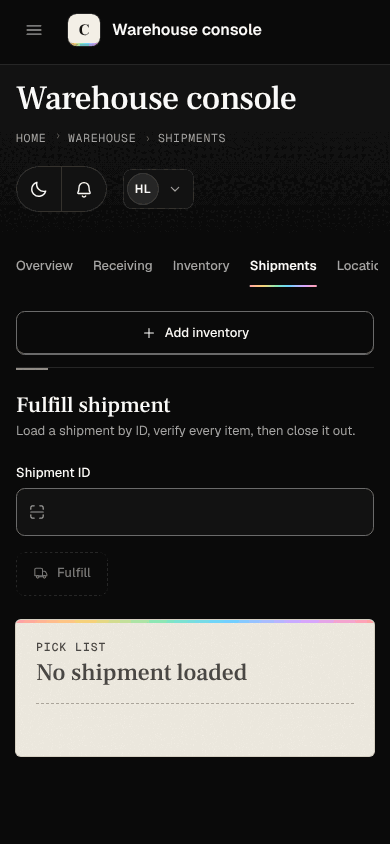 C Warehouse console
Warehouse console
HOME › WAREHOUSE › SHIPMENTS
HL
Overview Receiving Inventory Shipments Locatic
+ Add inventory
Fulfill shipment
Load a shipment by ID, verify every item, then close it out.
Shipment ID
Fulfill
PICK LIST
No shipment loaded